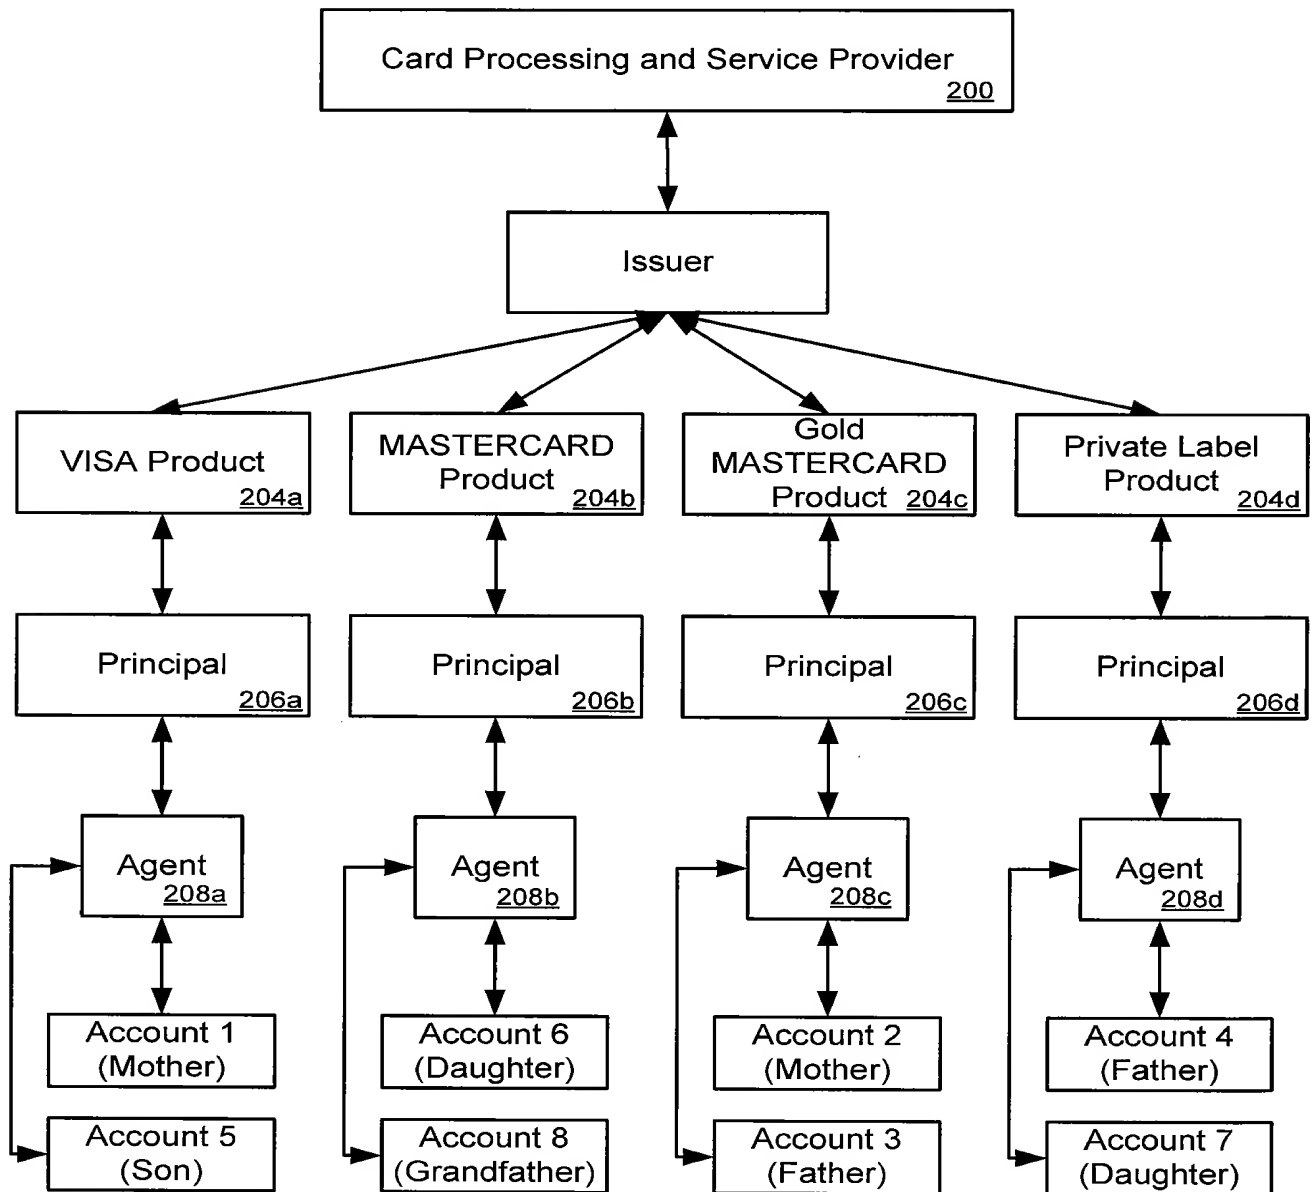 Card Processing and Service Provider
200
Issuer
VISA Product
204a
MASTERCARD
Product
204b
Gold
MASTERCARD
Product
204c
Private Label
Product
204d
Principal
206a
Principal
206b
Principal
206c
Principal
206d
Agent
208a
Agent
208b
Agent
208c
Agent
208d
Account 1
(Mother)
Account 6
(Daughter)
Account 2
(Mother)
Account 4
(Father)
Account 5
(Son)
Account 8
(Grandfather)
Account 3
(Father)
Account 7
(Daughter)